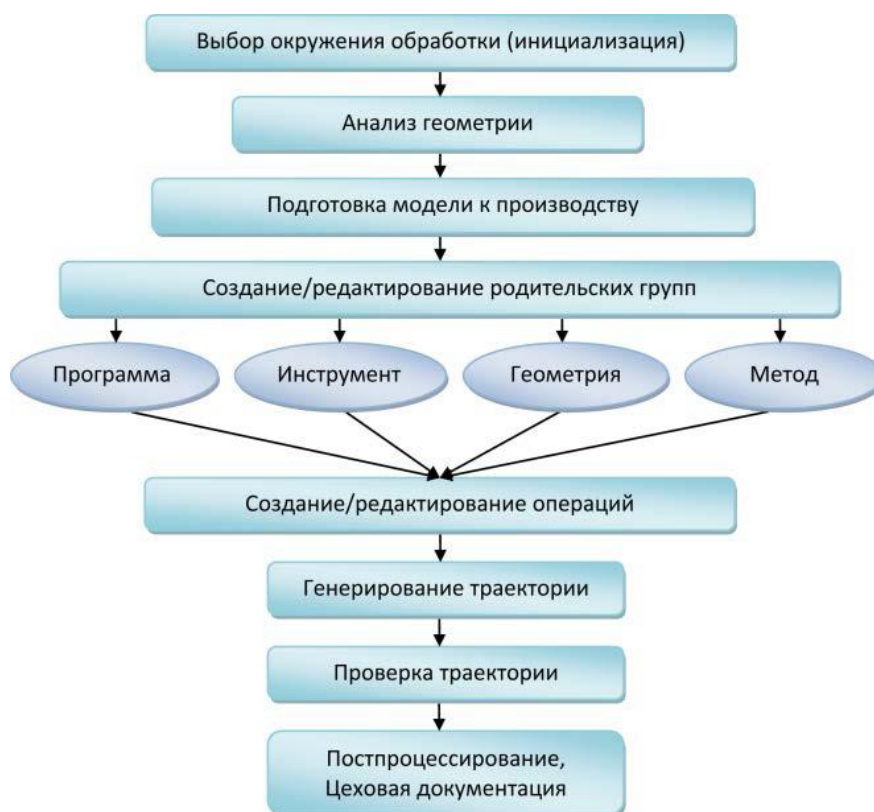 Выбор окружения обработки (инициализация)
Анализ геометрии
Подготовка модели к производству
Создание/редактирование родительских групп
Программа
Инструмент
Геометрия
Метод
Создание/редактирование операций
Генерирование траектории
Проверка траектории
Постпроцессирование,
Цеховая документация